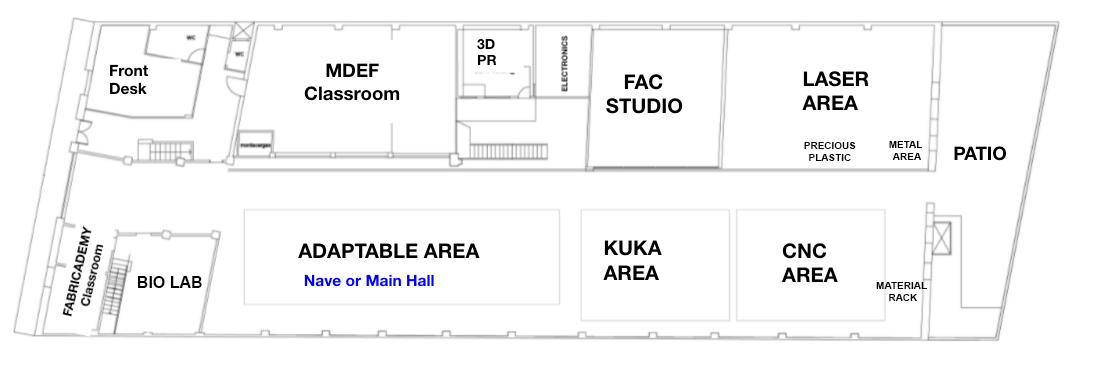 WC
WC
Front
Desk
MDEF
Classroom
montacargas
3D
PR
ELECTRONICS
FAC
STUDIO
LASER
AREA
PRECIOUS
PLASTIC
METAL
AREA
PATIO
FABRICADEMY
Classroom
BIO LAB
ADAPTABLE AREA
Nave or Main Hall
KUKA
AREA
CNC
AREA
MATERIAL
RACK